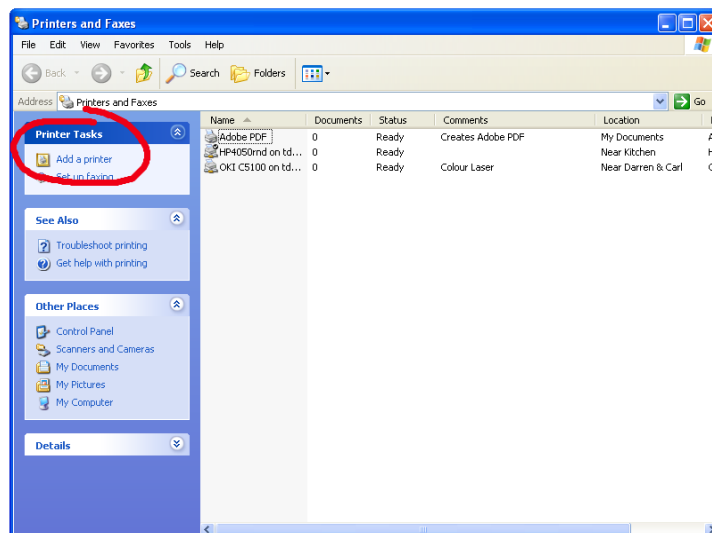 Printers and Faxes
File Edit View Favorites Tools Help
Back Search Folders
Address Printers and Faxes Go
Name Documents Status Comments Location
Printer Tasks
Adobe PDF 0 Ready Creates Adobe PDF My Documents
HP4050rnd on td... 0 Ready Near Kitchen
OKI C5100 on td... 0 Ready Colour Laser Near Darren & Carl
Add a printer
Set up faxing
See Also
Troubleshoot printing
Get help with printing
Other Places
Control Panel
Scanners and Cameras
My Documents
My Pictures
My Computer
Details